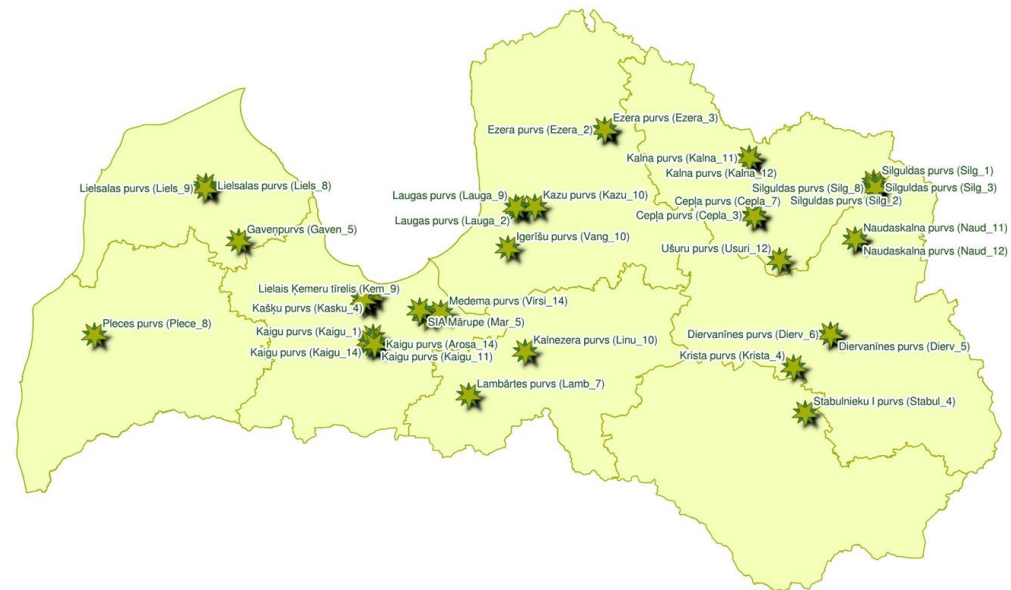 Ezera purvs (Ezera_3)
Ezera purvs (Ezera_2)
Kalna purvs (Kalna_11)
Kalna purvs (Kalna_12)
Silguldas purvs (Silg_1)
Silguldas purvs (Silg_8)
Silguldas purvs (Silg_3)
Silguldas purvs (Silg_2)
Lielsalas purvs (Liels_9)
Lielsalas purvs (Liels_8)
Laugas purvs (Lauga_9)
Kazu purvs (Kazu_10)
Laugas purvs (Lauga_2)
Cepļa purvs (Cepla_7)
Cepļa purvs (Cepla_3)
Gaveņpurvs (Gaven_5)
Igerīšu purvs (Vang_10)
Naudaskalna purvs (Naud_11)
Naudaskalna purvs (Naud_12)
Ušuru purvs (Usuri_12)
Lielais Ķemeru tīrelis (Kem_9)
Kašķu purvs (Kasku_4)
Medema purvs (Virsi_14)
SIA Mārupe (Mar_5)
Pleces purvs (Plece_8)
Kaigu purvs (Kaigu_1)
Kaigu purvs (Arosa_14)
Kaigu purvs (Kaigu_14)
Kaigu purvs (Kaigu_11)
Kalnezera purvs (Linu_10)
Diervanīnes purvs (Dierv_6)
Diervanīnes purvs (Dierv_5)
Krista purvs (Krista_4)
Lambārtes purvs (Lamb_7)
Stabulnieku I purvs (Stabul_4)